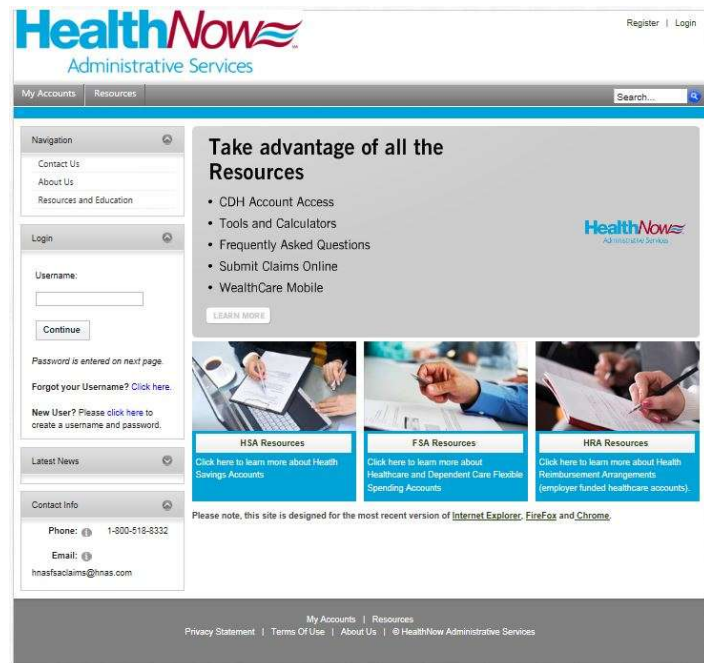 HealthNow
Administrative Services
Register | Login
My Accounts
Resources
Search...
Navigation
Contact Us
About Us
Resources and Education
Login
Username:
Continue
Password is entered on next page.
Forgot your Username? Click here.
New User? Please click here to
create a username and password.
Latest News
Contact Info
Phone: 1-800-518-8332
Email:
hnasfsaclaims@hnas.com
Take advantage of all the
Resources
• CDH Account Access
• Tools and Calculators
• Frequently Asked Questions
• Submit Claims Online
• WealthCare Mobile
LEARN MORE
HealthNow
Administrative Services
HSA Resources
Click here to learn more about Health
Savings Accounts
FSA Resources
Click here to learn more about
Healthcare and Dependent Care Flexible
Spending Accounts
HRA Resources
Click here to learn more about Health
Reimbursement Arrangements
(employer funded healthcare accounts).
Please note, this site is designed for the most recent version of Internet Explorer, FireFox and Chrome.
My Accounts | Resources
Privacy Statement | Terms Of Use | About Us | © HealthNow Administrative Services